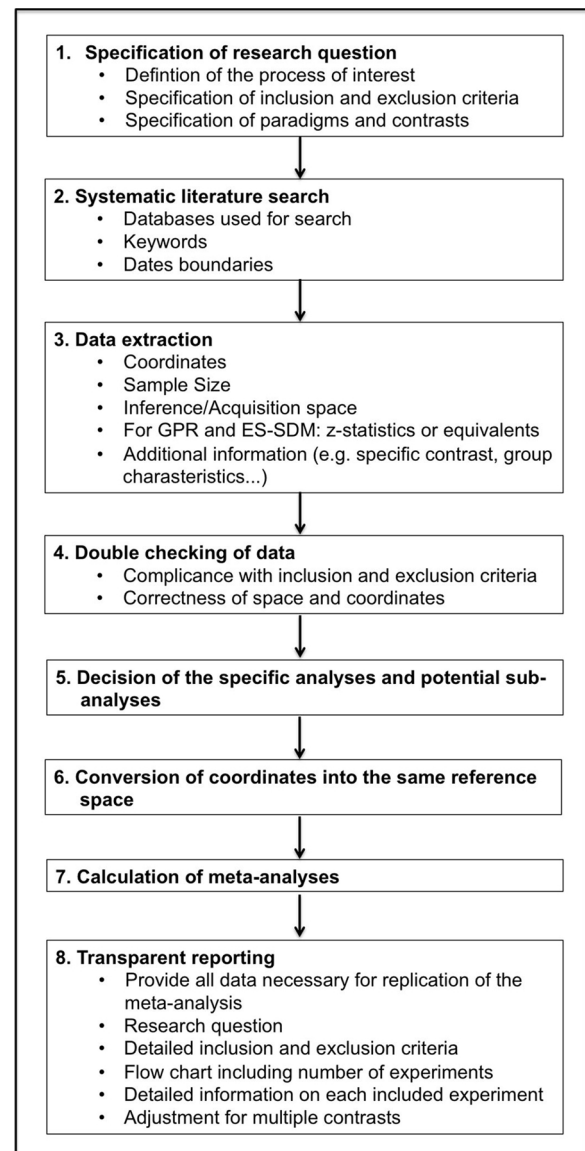 1. Specification of research question
• Defintion of the process of interest
• Specification of inclusion and exclusion criteria
• Specification of paradigms and contrasts
2. Systematic literature search
• Databases used for search
• Keywords
• Dates boundaries
3. Data extraction
• Coordinates
• Sample Size
• Inference/Acquisition space
• For GPR and ES-SDM: z-statistics or equivalents
• Additional information (e.g. specific contrast, group
charasteristics...)
4. Double checking of data
• Complicance with inclusion and exclusion criteria
• Correctness of space and coordinates
5. Decision of the specific analyses and potential sub-
analyses
6. Conversion of coordinates into the same reference
space
7. Calculation of meta-analyses
8. Transparent reporting
• Provide all data necessary for replication of the
meta-analysis
• Research question
• Detailed inclusion and exclusion criteria
• Flow chart including number of experiments
• Detailed information on each included experiment
• Adjustment for multiple contrasts